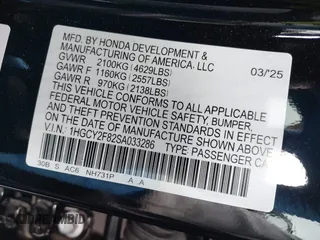 MFD. BY HONDA DEVELOPMENT &
MANUFACTURING OF AMERICA, LLC
GVWR 2100KG (4629LBS) 03/'25
GAWR F 1160KG (2557LBS)
GAWR R 970KG (2138LBS)
THIS VEHICLE CONFORMS TO ALL APPLICABLE
FEDERAL MOTOR VEHICLE SAFETY, BUMPER, AND
THEFT PREVENTION STANDARDS IN EFFECT ON THE
DATE OF MANUFACTURE SHOWN ABOVE.
V.I.N.: 1HGCY2F82SA033286
TYPE PASSENGER CA
30B S AC6 NH731P A A